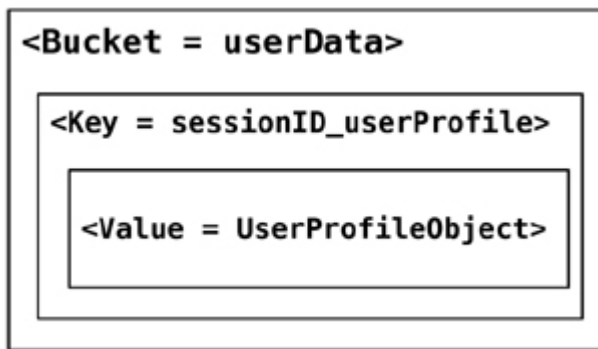 <Bucket = userData>
<Key = sessionID_userProfile>
<Value = UserProfileObject>